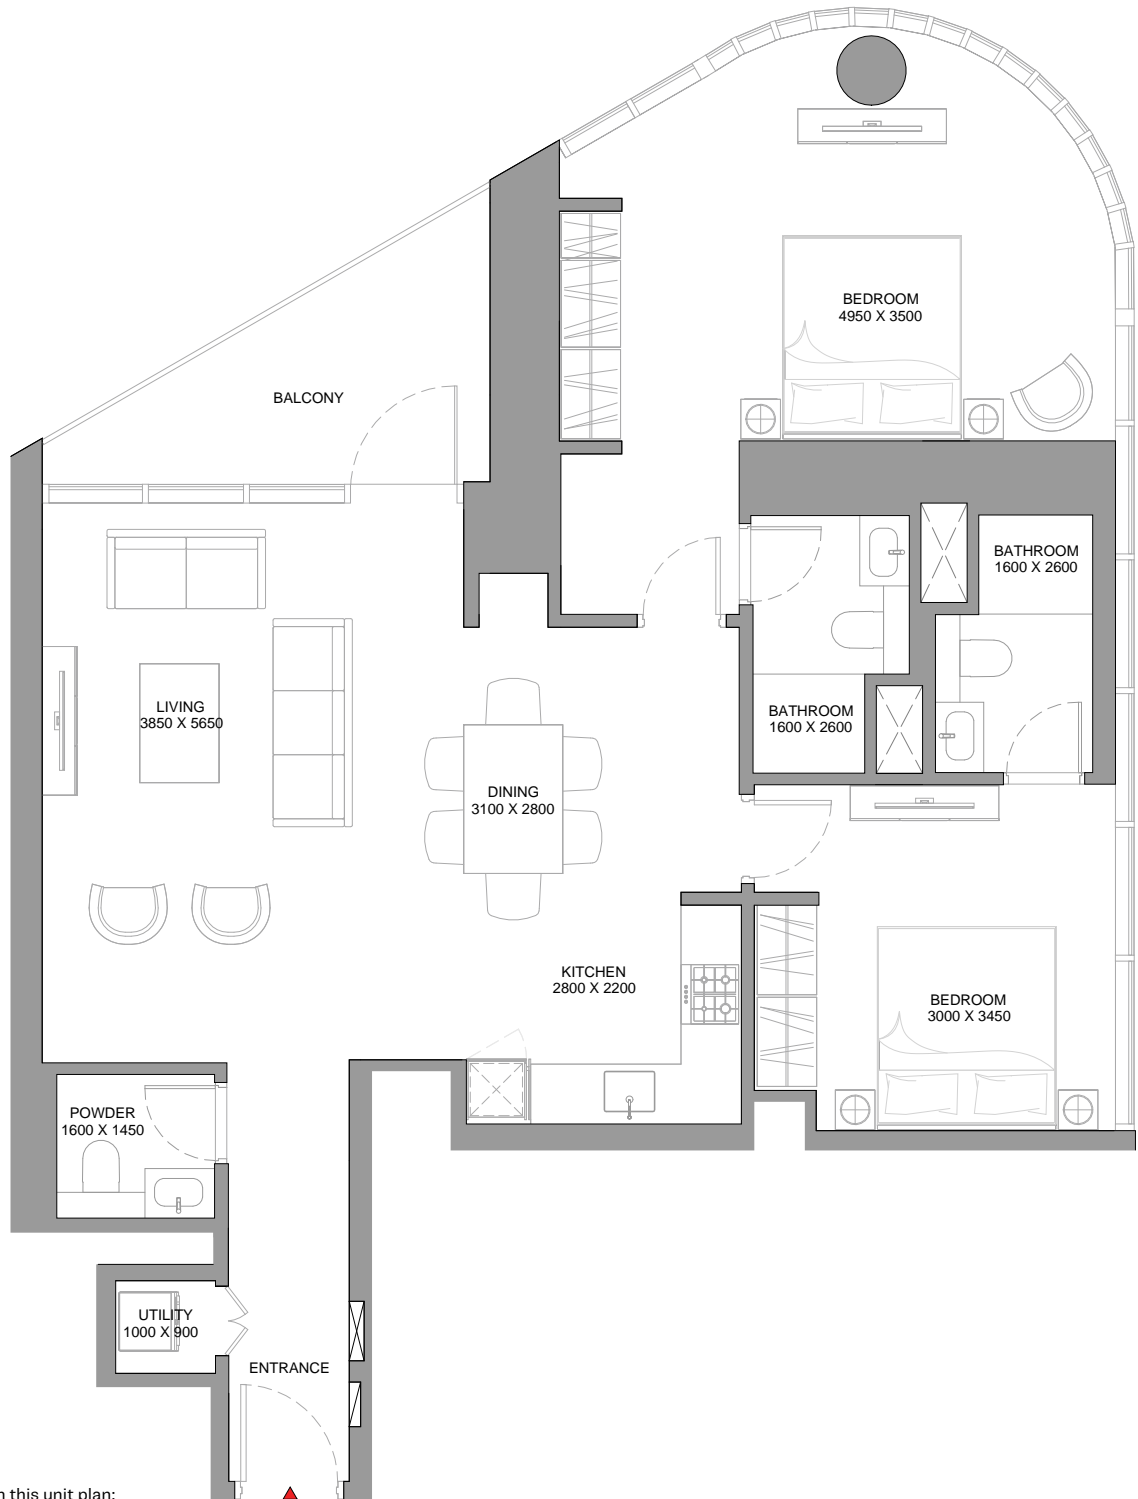 BEDROOM
4950 X 3500
BALCONY
BATHROOM
1600 X 2600
LIVING
3850 X 5650
BATHROOM
1600 X 2600
DINING
3100 X 2800
KITCHEN
2800 X 2200
BEDROOM
3000 X 3450
POWDER
1600 X 1450
UTILITY
1000 X 900
ENTRANCE
this unit plan: